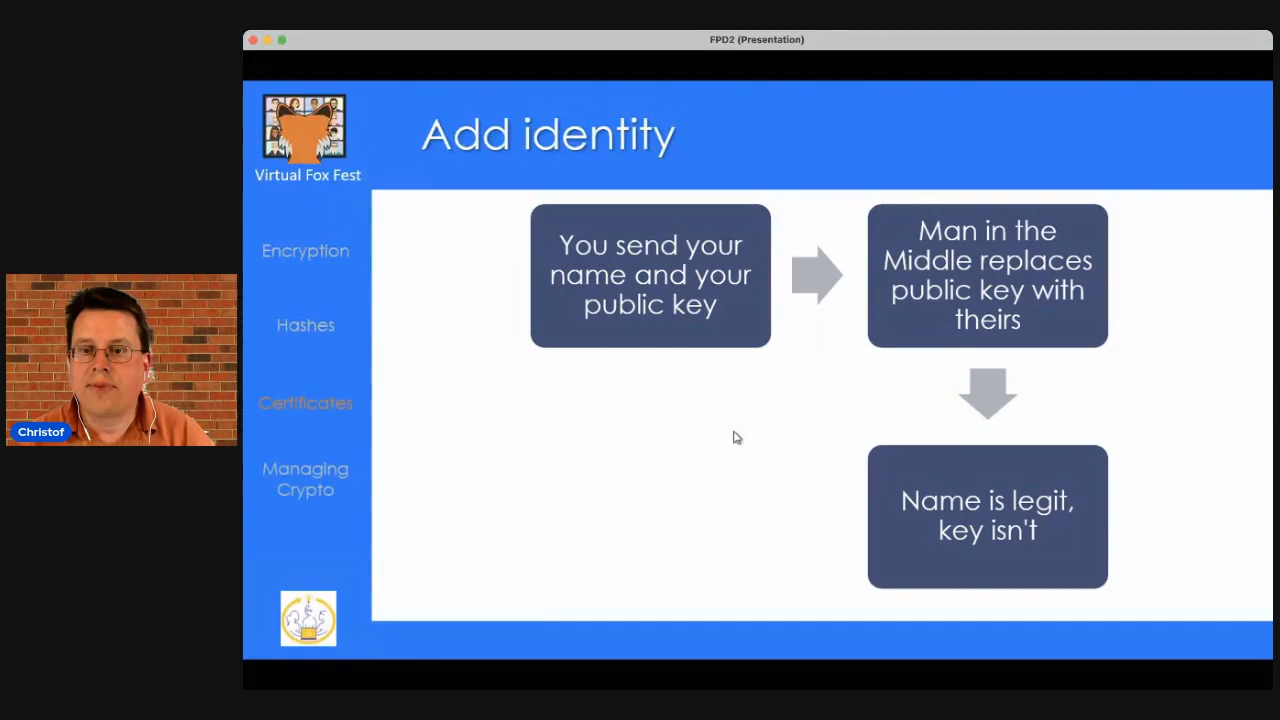 FPD2 (Presentation)
Virtual Fox Fest
Add identity
Encryption
Hashes
Certificates
Managing
Crypto
You send your
name and your
public key
Man in the
Middle replaces
public key with
theirs
Name is legit,
key isn't
Christof